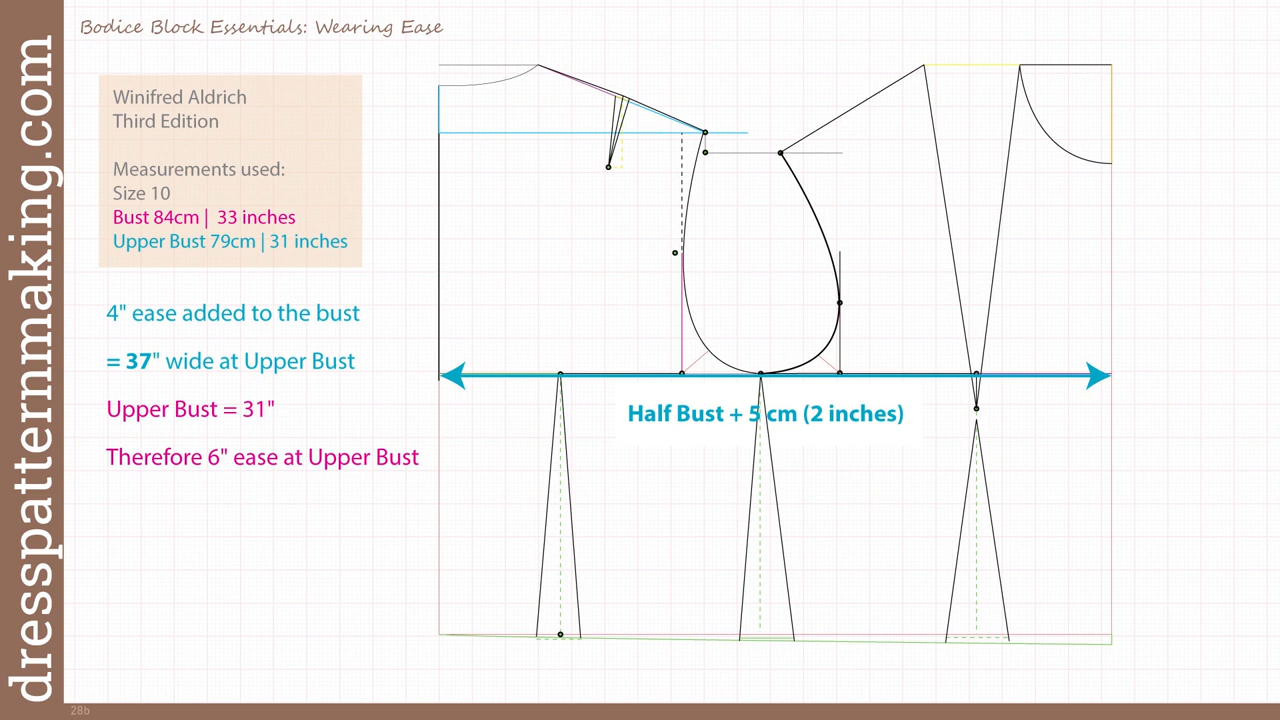 dresspatternmaking.com
Bodice Block Essentials: Wearing Ease
Winifred Aldrich
Third Edition
Measurements used:
Size 10
Bust 84cm | 33 inches
Upper Bust 79cm | 31 inches
4" ease added to the bust
= 37" wide at Upper Bust
Upper Bust = 31"
Therefore 6" ease at Upper Bust
Half Bust + 5 cm (2 inches)
28b